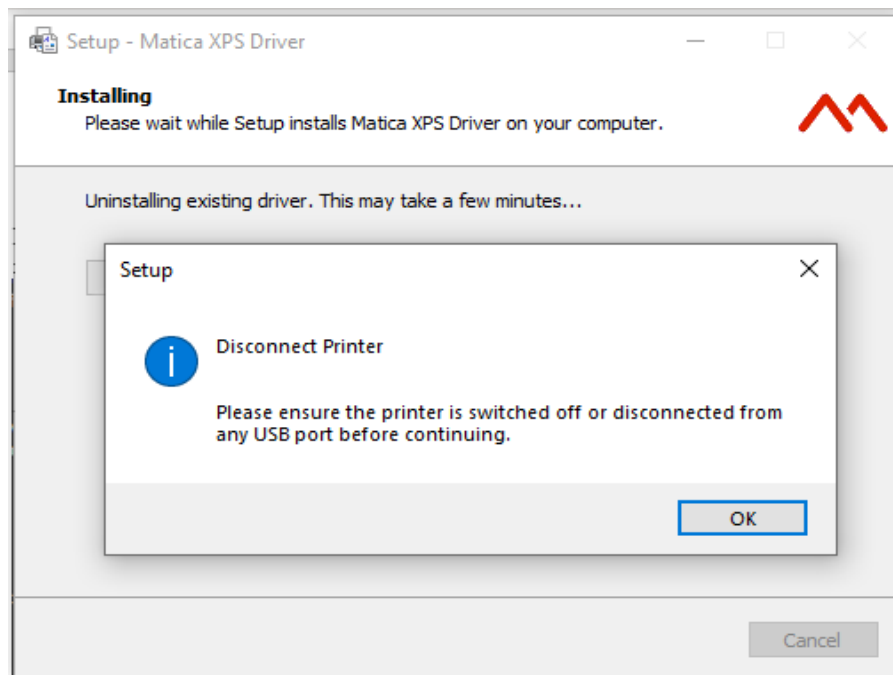 Setup - Matica XPS Driver
Installing
Please wait while Setup installs Matica XPS Driver on your computer.
Uninstalling existing driver. This may take a few minutes...
Setup
Disconnect Printer
Please ensure the printer is switched off or disconnected from
any USB port before continuing.
OK
Cancel